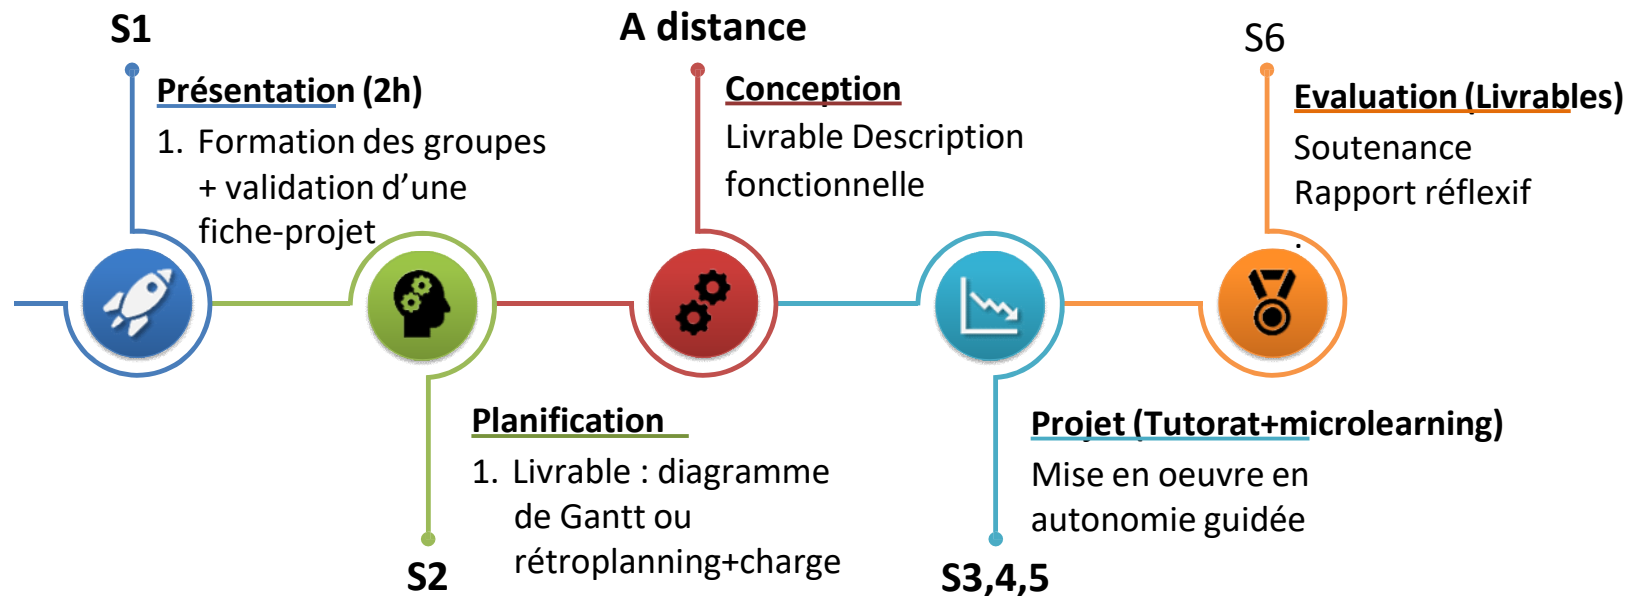 S1
Présentation (2h)
1. Formation des groupes
+ validation d’une
fiche-projet
S2
Planification
1. Livrable : diagramme
de Gantt ou
rétroplanning+charge
A distance
Conception
Livrable Description
fonctionnelle
S3,4,5
Projet (Tutorat+microlearning)
Mise en oeuvre en
autonomie guidée
S6
Evaluation (Livrables)
Soutenance
Rapport réflexif
.